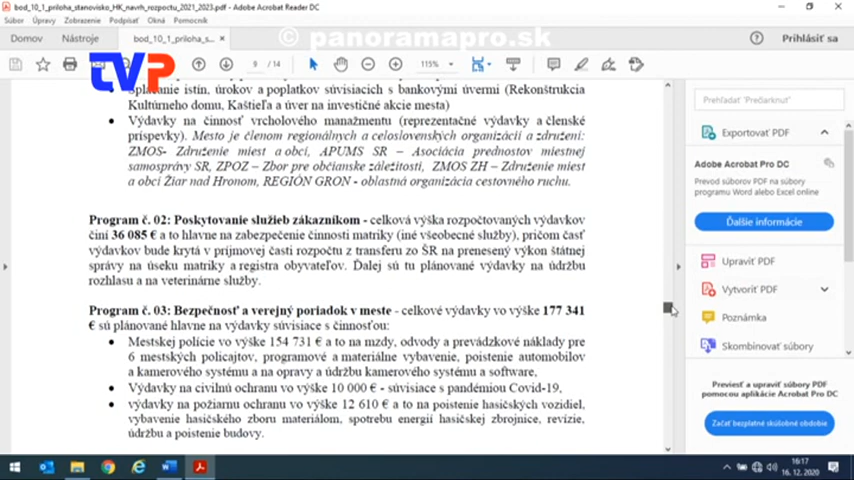 bod_10_1_priloha_stanovisko_HK_navrh_rozpoctu_2021_2023.pdf - Adobe Acrobat Reader DC
Súbor Úpravy Zobrazenie Podpísať Okná Pomocník
© panoramapro.sk
Domov Nástroje bod_10_1_priloha_s... × Prihlásiť sa
TVP
9 / 14 115%
Splácanie istín, úrokov a poplatkov súvisiacich s bankovými úvermi (Rekonštrukcia
Kultúrneho domu, Kaštieľa a úver na investičné akcie mesta)
• Výdavky na činnosť vrcholového manažmentu (reprezentačné výdavky a členské
príspevky). Mesto je členom regionálnych a celoslovenských organizácií a združení:
ZMOS- Združenie miest a obcí, APUMS SR – Asociácia prednostov miestnej
samosprávy SR, ZPOZ – Zbor pre občianske záležitosti, ZMOS ZH – Združenie miest
a obcí Žiar nad Hronom, REGIÓN GRON - oblastná organizácia cestovného ruchu.
Program č. 02: Poskytovanie služieb zákazníkom - celková výška rozpočtovaných výdavkov
činí 36 085 € a to hlavne na zabezpečenie činnosti matriky (iné všeobecné služby), pričom časť
výdavkov bude krytá v príjmovej časti rozpočtu z transferu zo ŠR na prenesený výkon štátnej
správy na úseku matriky a registra obyvateľov. Ďalej sú tu plánované výdavky na údržbu
rozhlasu a na veterinárne služby.
Program č. 03: Bezpečnosť a verejný poriadok v meste - celkové výdavky vo výške 177 341
€ sú plánované hlavne na výdavky súvisiace s činnosťou:
• Mestskej polície vo výške 154 731 € a to na mzdy, odvody a prevádzkové náklady pre
6 mestských policajtov, programové a materiálne vybavenie, poistenie automobilov
a kamerového systému a na opravy a údržbu kamerového systému a software,
• Výdavky na civilnú ochranu vo výške 10 000 € - súvisiace s pandémiou Covid-19,
• výdavky na požiarnu ochranu vo výške 12 610 € a to na poistenie hasičských vozidiel,
vybavenie hasičského zboru materiálom, spotrebu energií hasičskej zbrojnice, revízie,
údržbu a poistenie budovy.
Prehľadať "Prečiarknuť"
Exportovať PDF
Adobe Acrobat Pro DC
Prevod súborov PDF na súbory
programu Word alebo Excel online
Ďalšie informácie
Upraviť PDF
Vytvoriť PDF
Poznámka
Skombinovať súbory
Previesť a upraviť súbory PDF
pomocou aplikácie Acrobat Pro DC
Začať bezplatné skúšobné obdobie
16:17
16. 12. 2020